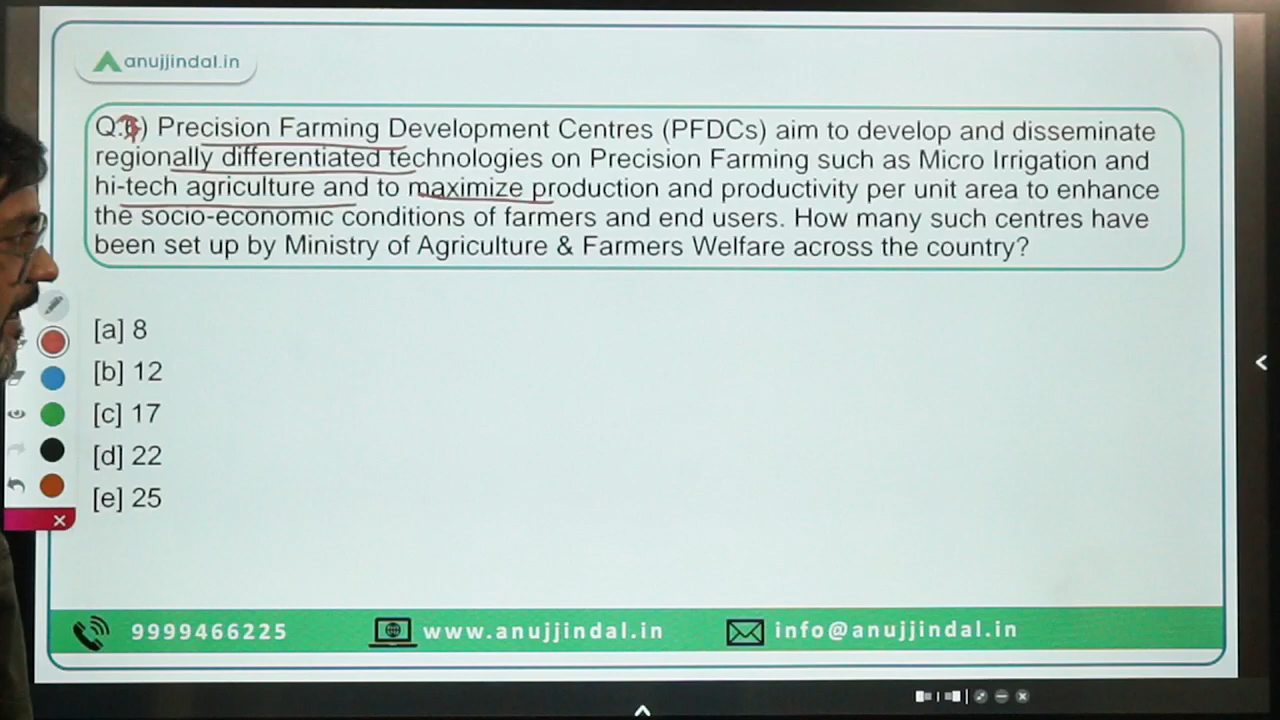 anujjindal.in
Precision Farming Development Centres (PFDCs) aim to develop and disseminate
regionally differentiated technologies on Precision Farming such as Micro Irrigation and
hi-tech agriculture and to maximize production and productivity per unit area to enhance
the socio-economic conditions of farmers and end users. How many such centres have
been set up by Ministry of Agriculture & Farmers Welfare across the country?
[a] 8
[b] 12
[c] 17
[d] 22
[e] 25
9999466225 www.anujjindal.in info@anujjindal.in